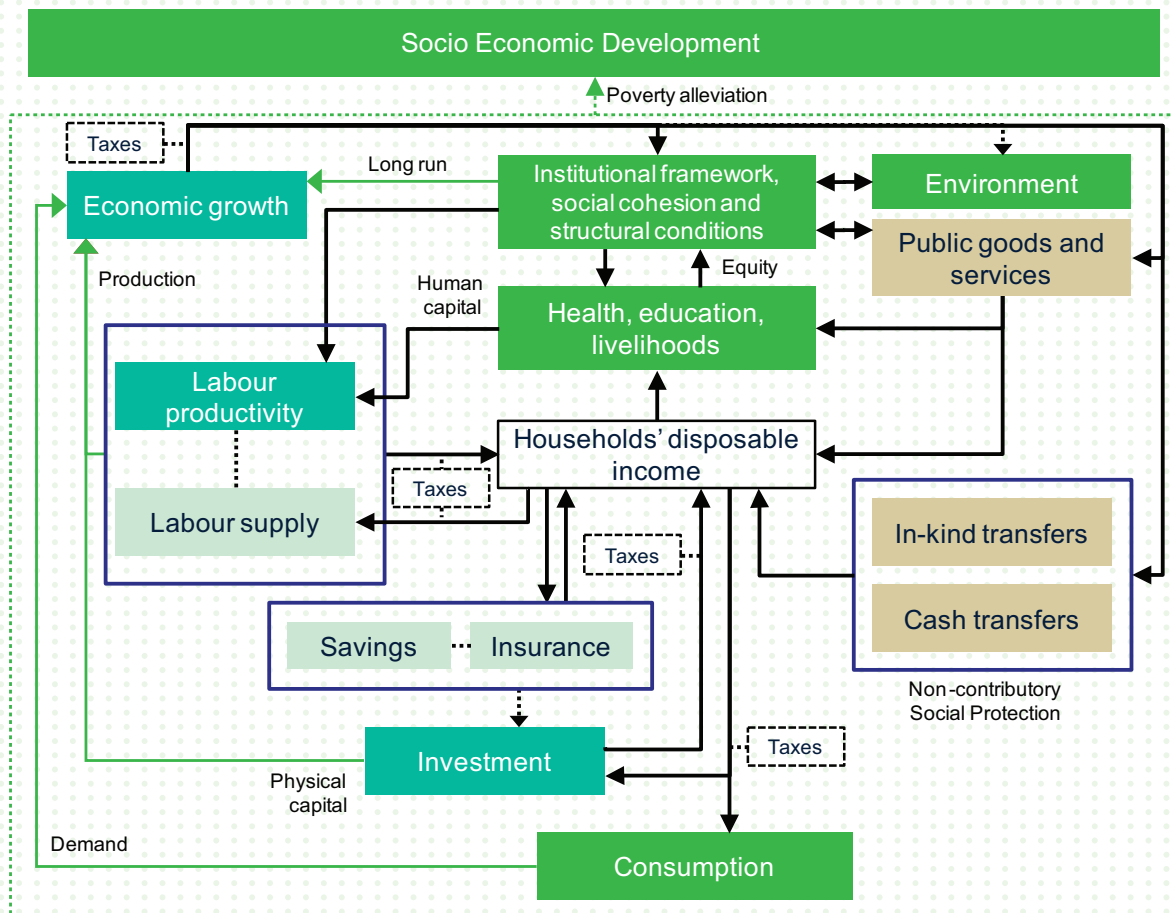 Socio Economic Development
Poverty alleviation
Taxes
Long run
Institutional framework,
social cohesion and
structural conditions
Environment
Economic growth
Public goods and
services
Equity
Production
Human
capital
Health, education,
livelihoods
Labour
productivity
Households' disposable
income
Taxes
Labour supply
In-kind transfers
Taxes
Cash transfers
Savings
Insurance
Non-contributory
Social Protection
Investment
Taxes
Physical
capital
Demand
Consumption